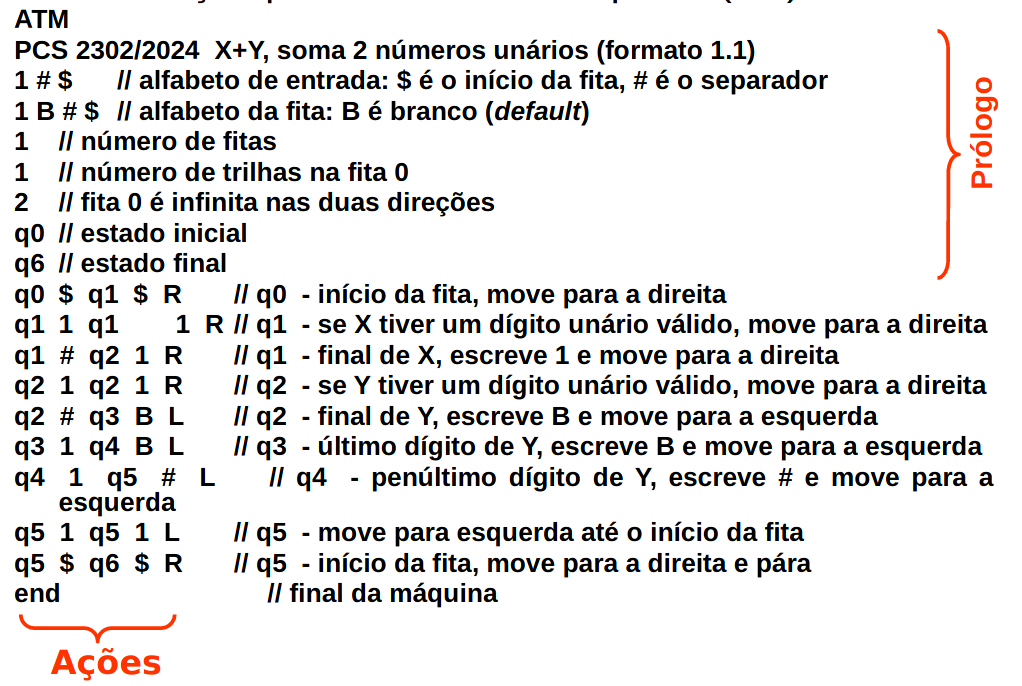 ATM
PCS 2302/2024 X+Y, soma 2 números unários (formato 1.1)
1 # $ // alfabeto de entrada: $ é o início da fita, # é o separador
1 B # $ // alfabeto da fita: B é branco (default)
1 // número de fitas
1 // número de trilhas na fita 0
2 // fita 0 é infinita nas duas direções
q0 // estado inicial
q6 // estado final
Prólogo
q0 $ q1 $ R // q0 - início da fita, move para a direita
q1 1 q1 1 R // q1 - se X tiver um dígito unário válido, move para a direita
q1 # q2 1 R // q1 - final de X, escreve 1 e move para a direita
q2 1 q2 1 R // q2 - se Y tiver um dígito unário válido, move para a direita
q2 # q3 B L // q2 - final de Y, escreve B e move para a esquerda
q3 1 q4 B L // q3 - último dígito de Y, escreve B e move para a esquerda
q4 1 q5 # L // q4 - penúltimo dígito de Y, escreve # e move para a
esquerda
q5 1 q5 1 L // q5 - move para esquerda até o início da fita
q5 $ q6 $ R // q5 - início da fita, move para a direita e pára
end // final da máquina
Ações